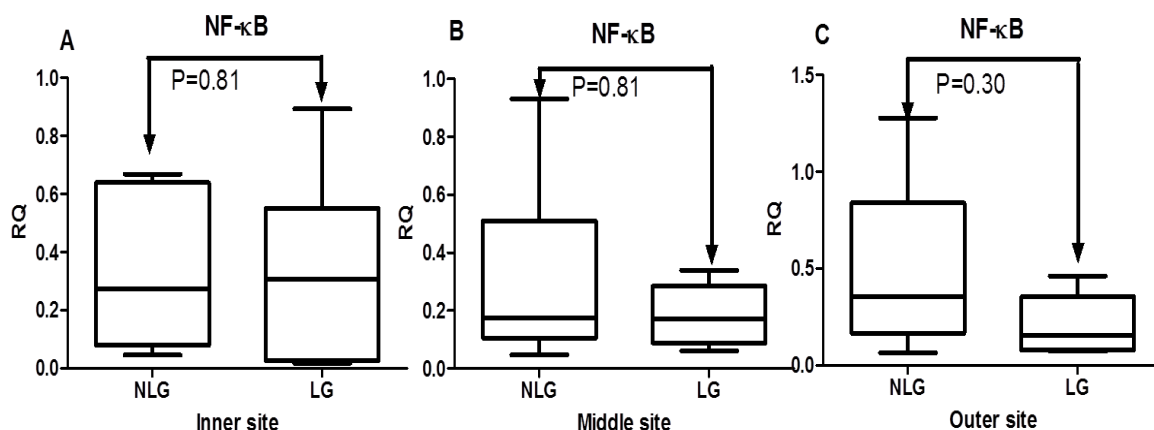 A
NF-κB
P=0.81
1.0
0.8
0.6
0.4
0.2
0.0
RQ
NLG
LG
Inner site
B
NF-κB
P=0.81
1.0
0.8
0.6
0.4
0.2
0.0
RQ
NLG
LG
Middle site
C
NF-κB
P=0.30
1.5
1.0
0.5
0.0
RQ
NLG
LG
Outer site